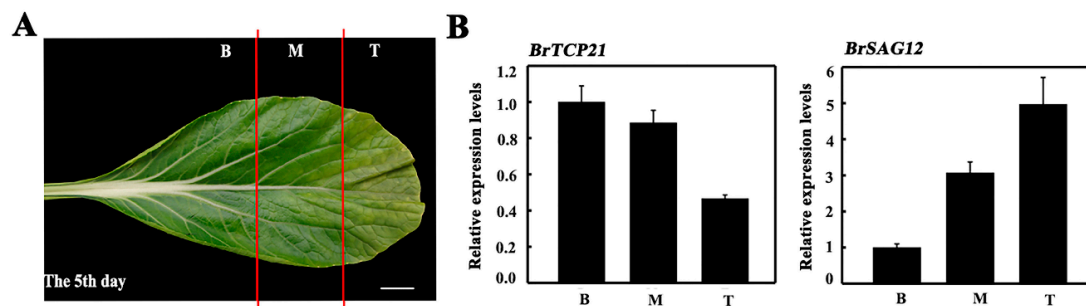 A
B M T
The 5th day
B
BrTCP21
Relative expression levels
1.2
1.0
0.8
0.6
0.4
0.2
0.0
B M T
BrSAG12
Relative expression levels
6
5
4
3
2
1
0
B M T